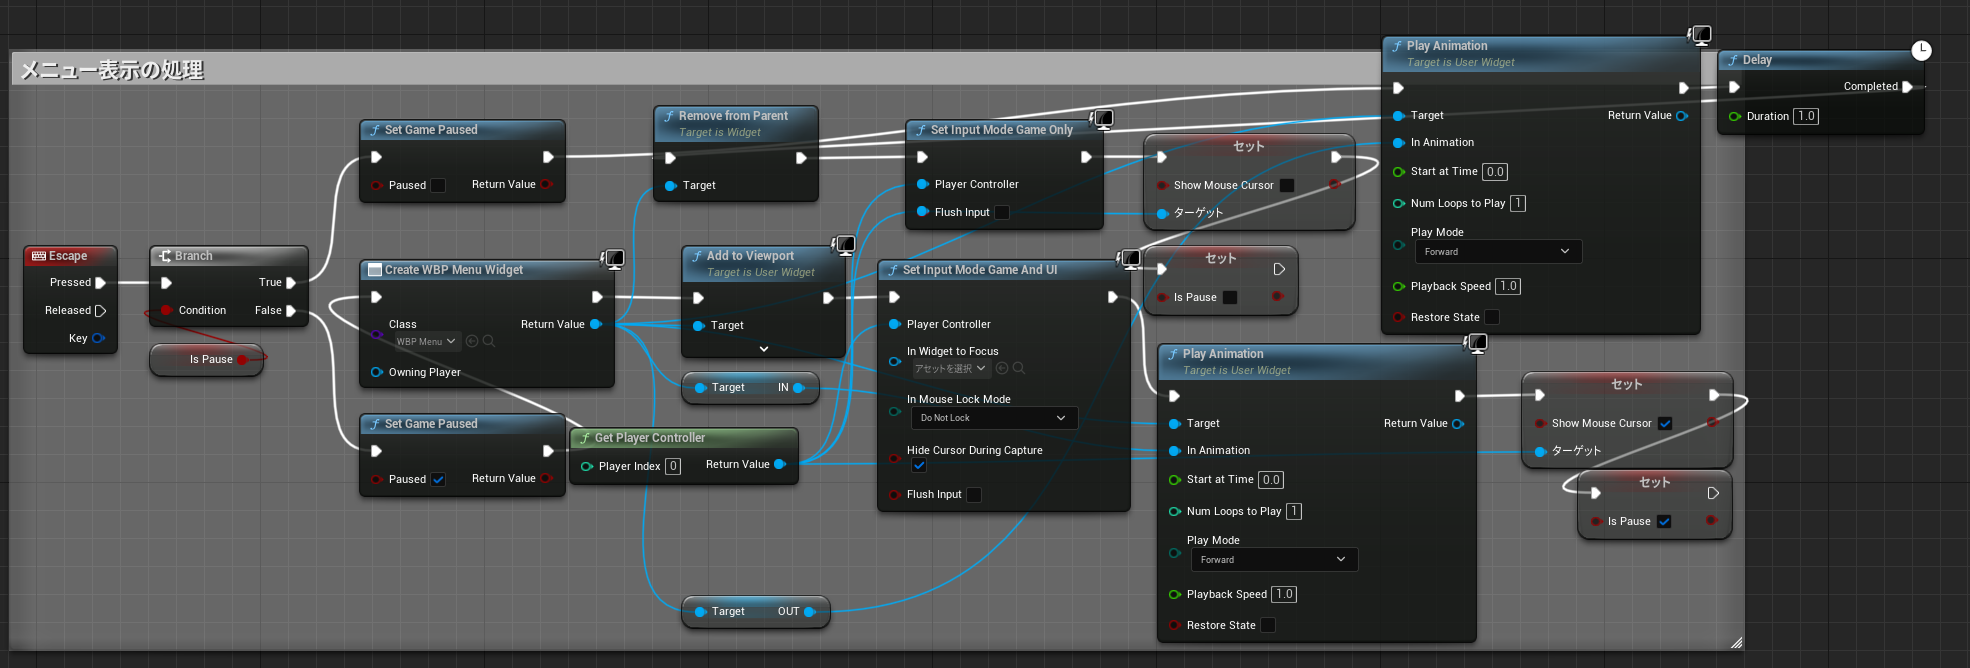 メニュー表示の処理
Escape
Pressed
Released
Key
Branch
True
Condition
False
Is Pause
Set Game Paused
Paused
Return Value
Create WBP Menu Widget
Class
WBP Menu
Return Value
Owning Player
Set Game Paused
Paused
Return Value
Remove from Parent
Target is Widget
Target
Add to Viewport
Target is User Widget
Target
Target
IN
Get Player Controller
Player Index
0
Return Value
Target
OUT
Set Input Mode Game Only
Player Controller
Flush Input
Set Input Mode Game And UI
Player Controller
In Widget to Focus
アセットを選択
In Mouse Lock Mode
Do Not Lock
Hide Cursor During Capture
Flush Input
セット
Show Mouse Cursor
ターゲット
セット
Is Pause
Play Animation
Target is User Widget
Target
Return Value
In Animation
Start at Time
0.0
Num Loops to Play
1
Play Mode
Forward
Playback Speed
1.0
Restore State
Play Animation
Target is User Widget
Target
Return Value
In Animation
Start at Time
0.0
Num Loops to Play
1
Play Mode
Forward
Playback Speed
1.0
Restore State
Delay
Completed
Duration
1.0
セット
Show Mouse Cursor
ターゲット
セット
Is Pause